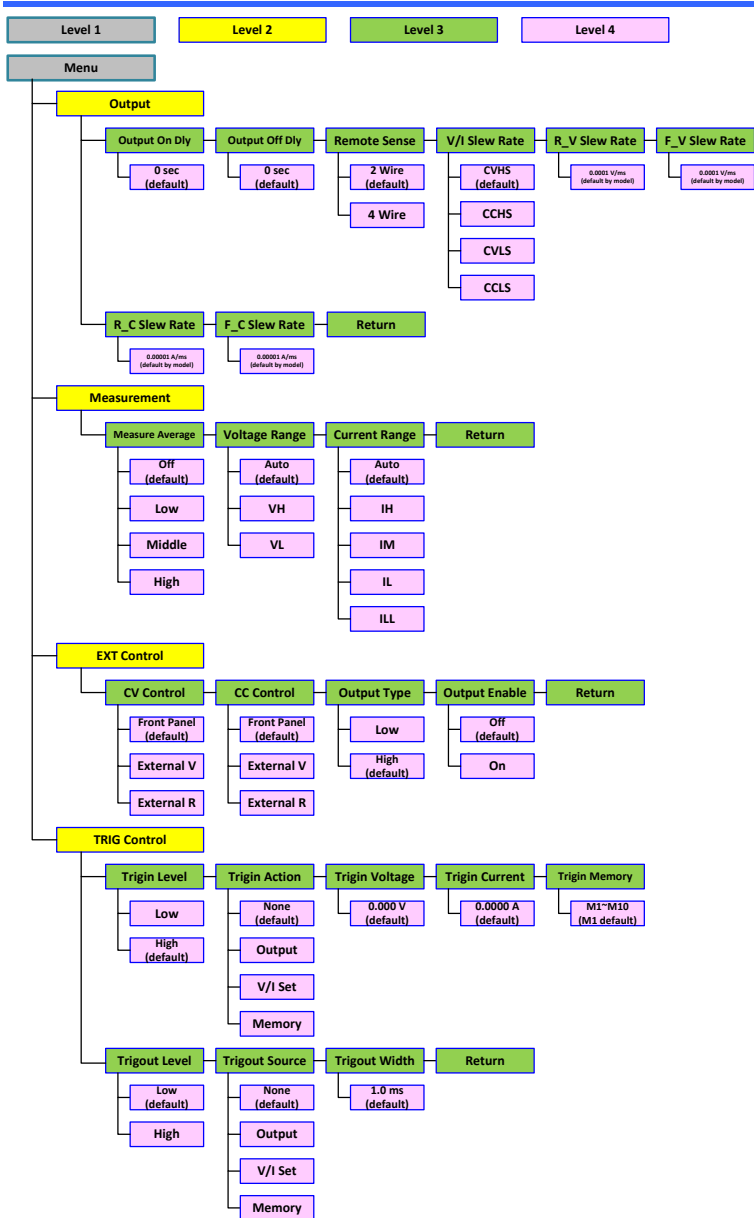 Level 1
Level 2
Level 3
Level 4
Menu
Output
Output On Dly
Output Off Dly
Remote Sense
V/I Slew Rate
R_V Slew Rate
F_V Slew Rate
0 sec
(default)
0 sec
(default)
2 Wire
(default)
CVHS
(default)
0.0001 V/ms
(default by model)
0.0001 V/ms
(default by model)
4 Wire
CCHS
CVLS
CCLS
R_C Slew Rate
F_C Slew Rate
Return
0.00001 A/ms
(default by model)
0.00001 A/ms
(default by model)
Measurement
Measure Average
Voltage Range
Current Range
Return
Off
(default)
Auto
(default)
Auto
(default)
Low
VH
IH
Middle
VL
IM
High
IL
ILL
EXT Control
CV Control
CC Control
Output Type
Output Enable
Return
Front Panel
(default)
Front Panel
(default)
Low
Off
(default)
External V
External V
High
(default)
On
External R
External R
TRIG Control
Trigin Level
Trigin Action
Trigin Voltage
Trigin Current
Trigin Memory
Low
None
(default)
0.000 V
(default)
0.0000 A
(default)
M1~M10
(M1 default)
High
(default)
Output
V/I Set
Memory
Trigout Level
Trigout Source
Trigout Width
Return
Low
(default)
None
(default)
1.0 ms
(default)
High
Output
V/I Set
Memory